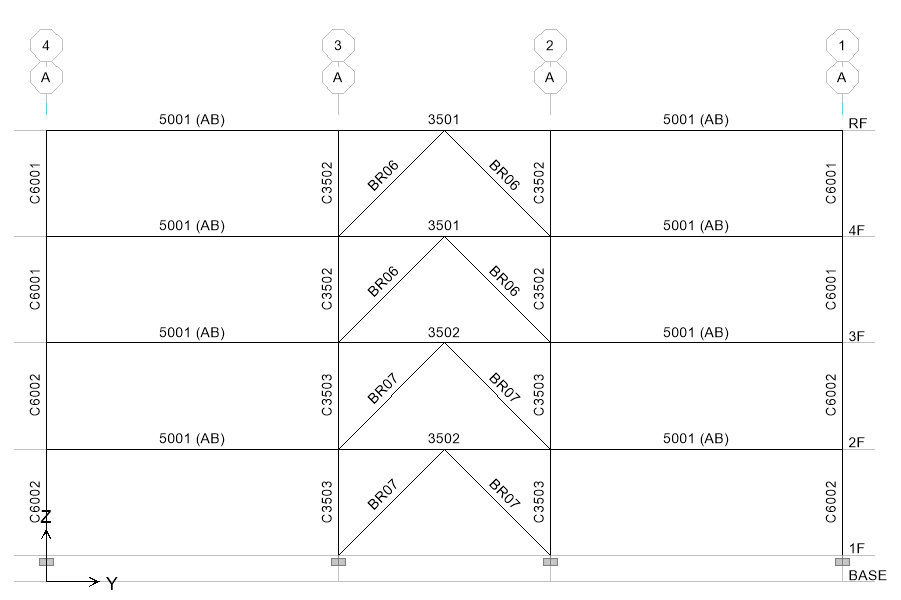 4 3 2 1
A A A A
5001 (AB) 3501 5001 (AB)
RF
C6001 C3502 BR06 BR06 C3502 C6001
5001 (AB) 3501 5001 (AB)
4F
C6001 C3502 BR06 BR06 C3502 C6001
5001 (AB) 3502 5001 (AB)
3F
C6002 C3503 BR07 BR07 C3503 C6002
5001 (AB) 3502 5001 (AB)
2F
C6002 C3503 BR07 BR07 C3503 C6002
Z
1F
BASE
Y